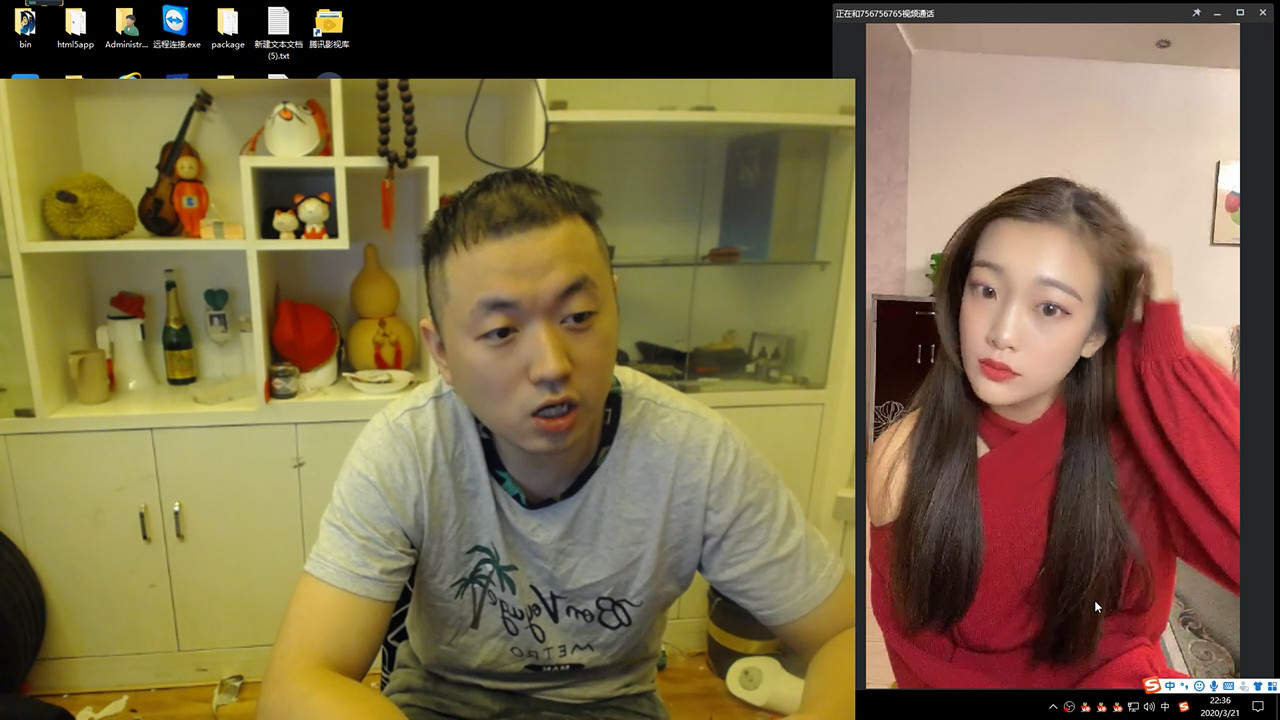 正在和756756765视频通话
bin
html5app
Administr...
远程连接.exe
package
新建文本文档
(5).txt
腾讯影视库
Bon Voyage
METRO
MAN
中
中
22:36
2020/3/21